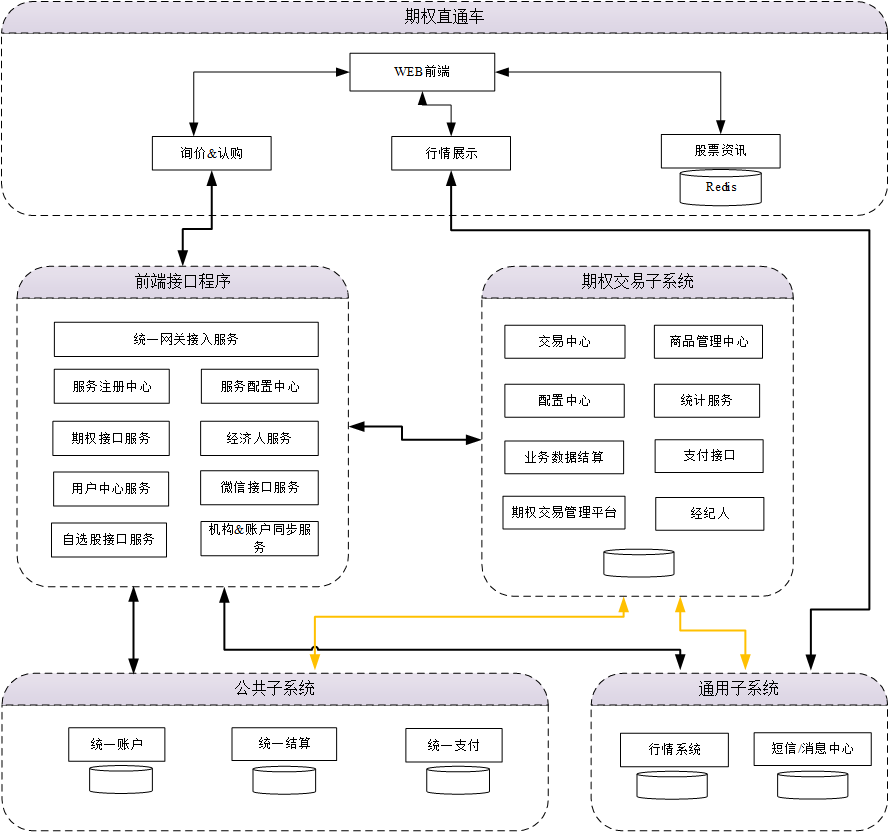 期权直通车
WEB前端
询价&认购
行情展示
股票资讯
Redis
前端接口程序
统一网关接入服务
服务注册中心
服务配置中心
期权接口服务
经济人服务
用户中心服务
微信接口服务
自选股接口服务
机构&账户同步服
务
期权交易子系统
交易中心
商品管理中心
配置中心
统计服务
业务数据结算
支付接口
期权交易管理平台
经纪人
公共子系统
统一账户
统一结算
统一支付
通用子系统
行情系统
短信/消息中心